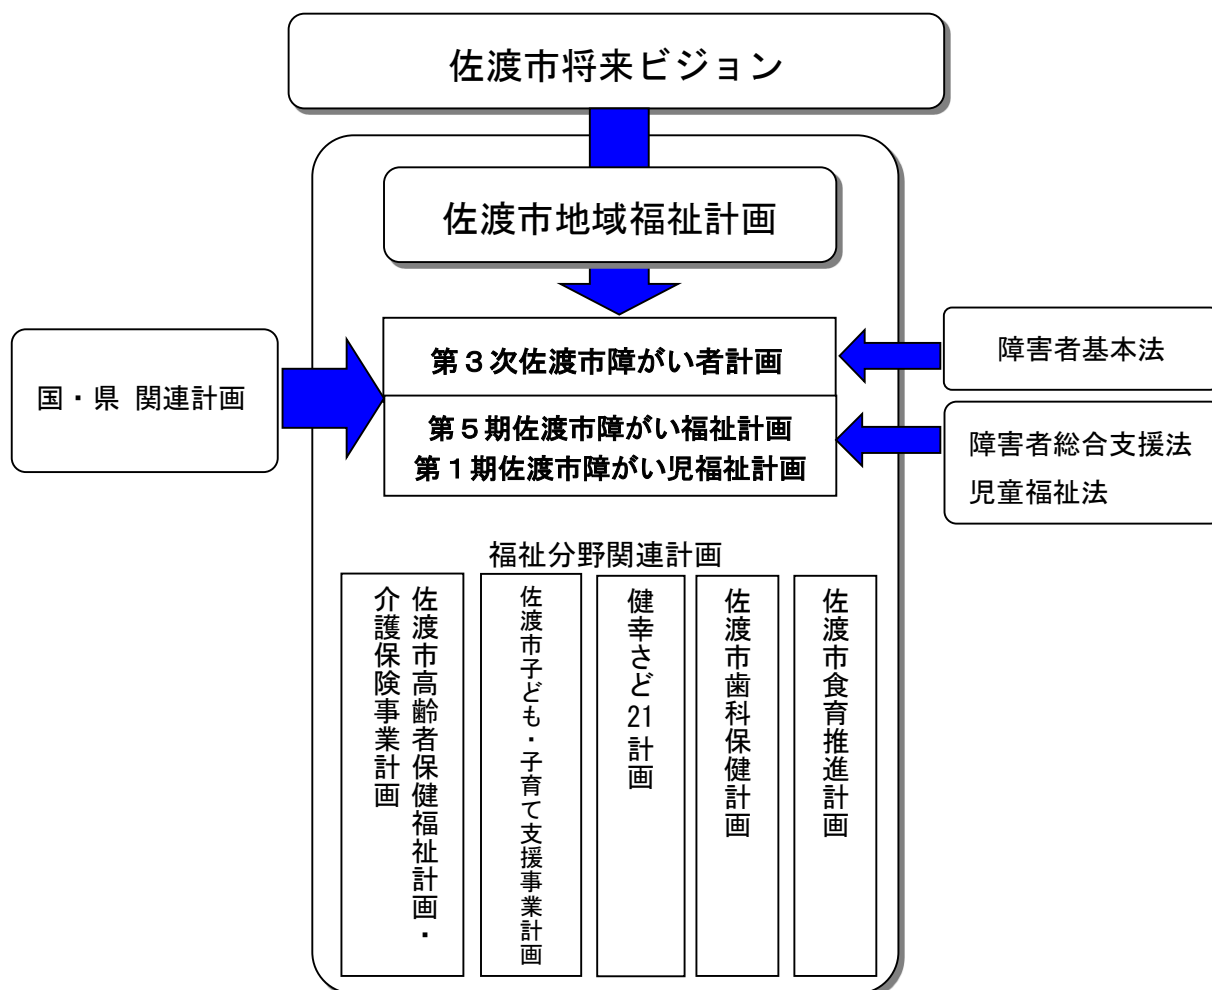 佐渡市将来ビジョン
佐渡市地域福祉計画
国・県 関連計画
第３次佐渡市障がい者計画
第５期佐渡市障がい福祉計画
第１期佐渡市障がい児福祉計画
障害者基本法
障害者総合支援法
児童福祉法
福祉分野関連計画
佐渡市高齢者保健福祉計画・
介護保険事業計画
佐渡市子ども・子育て支援事業計画
健幸さど21計画
佐渡市歯科保健計画
佐渡市食育推進計画